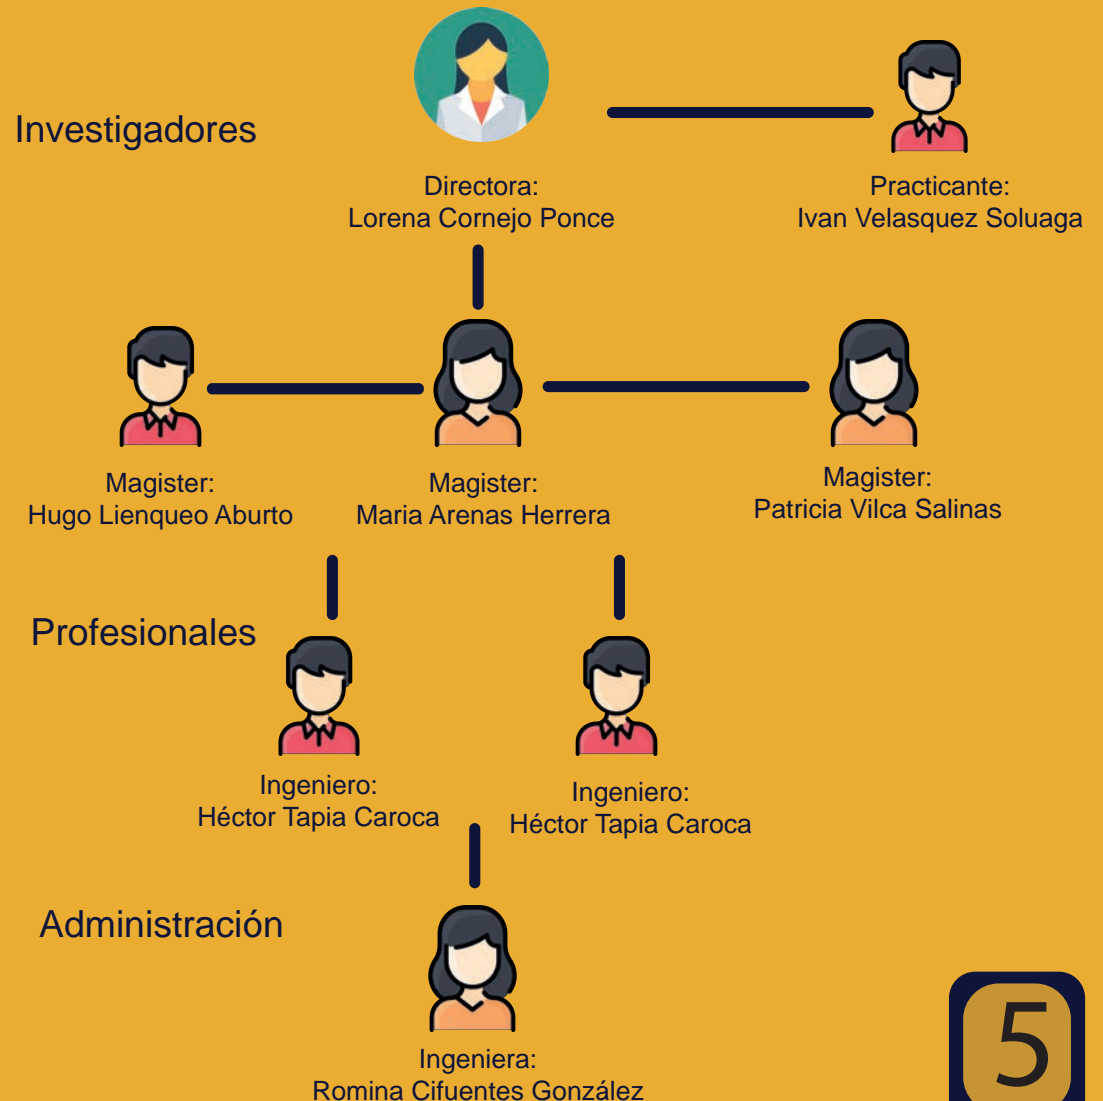 Investigadores
Directora:
Lorena Cornejo Ponce
Practicante:
Ivan Velasquez Soluaga
Magister:
Hugo Lienqueo Aburto
Magister:
Maria Arenas Herrera
Magister:
Patricia Vilca Salinas
Profesionales
Ingeniero:
Héctor Tapia Caroca
Ingeniero:
Héctor Tapia Caroca
Administración
Ingeniera:
Romina Cifuentes González
5